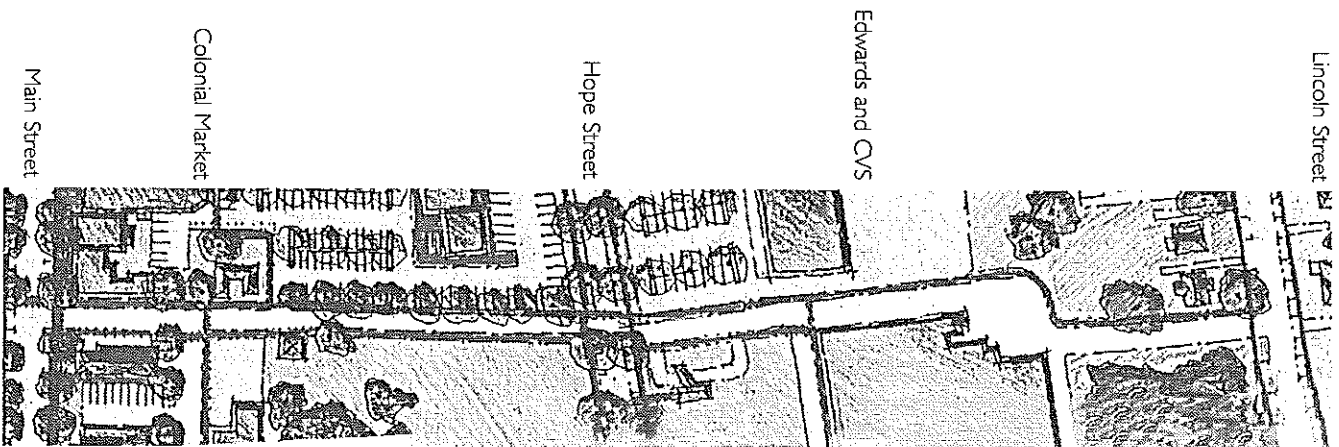 Main Street
Colonial Market
Hope Street
Edwards and CVS
Lincoln Street